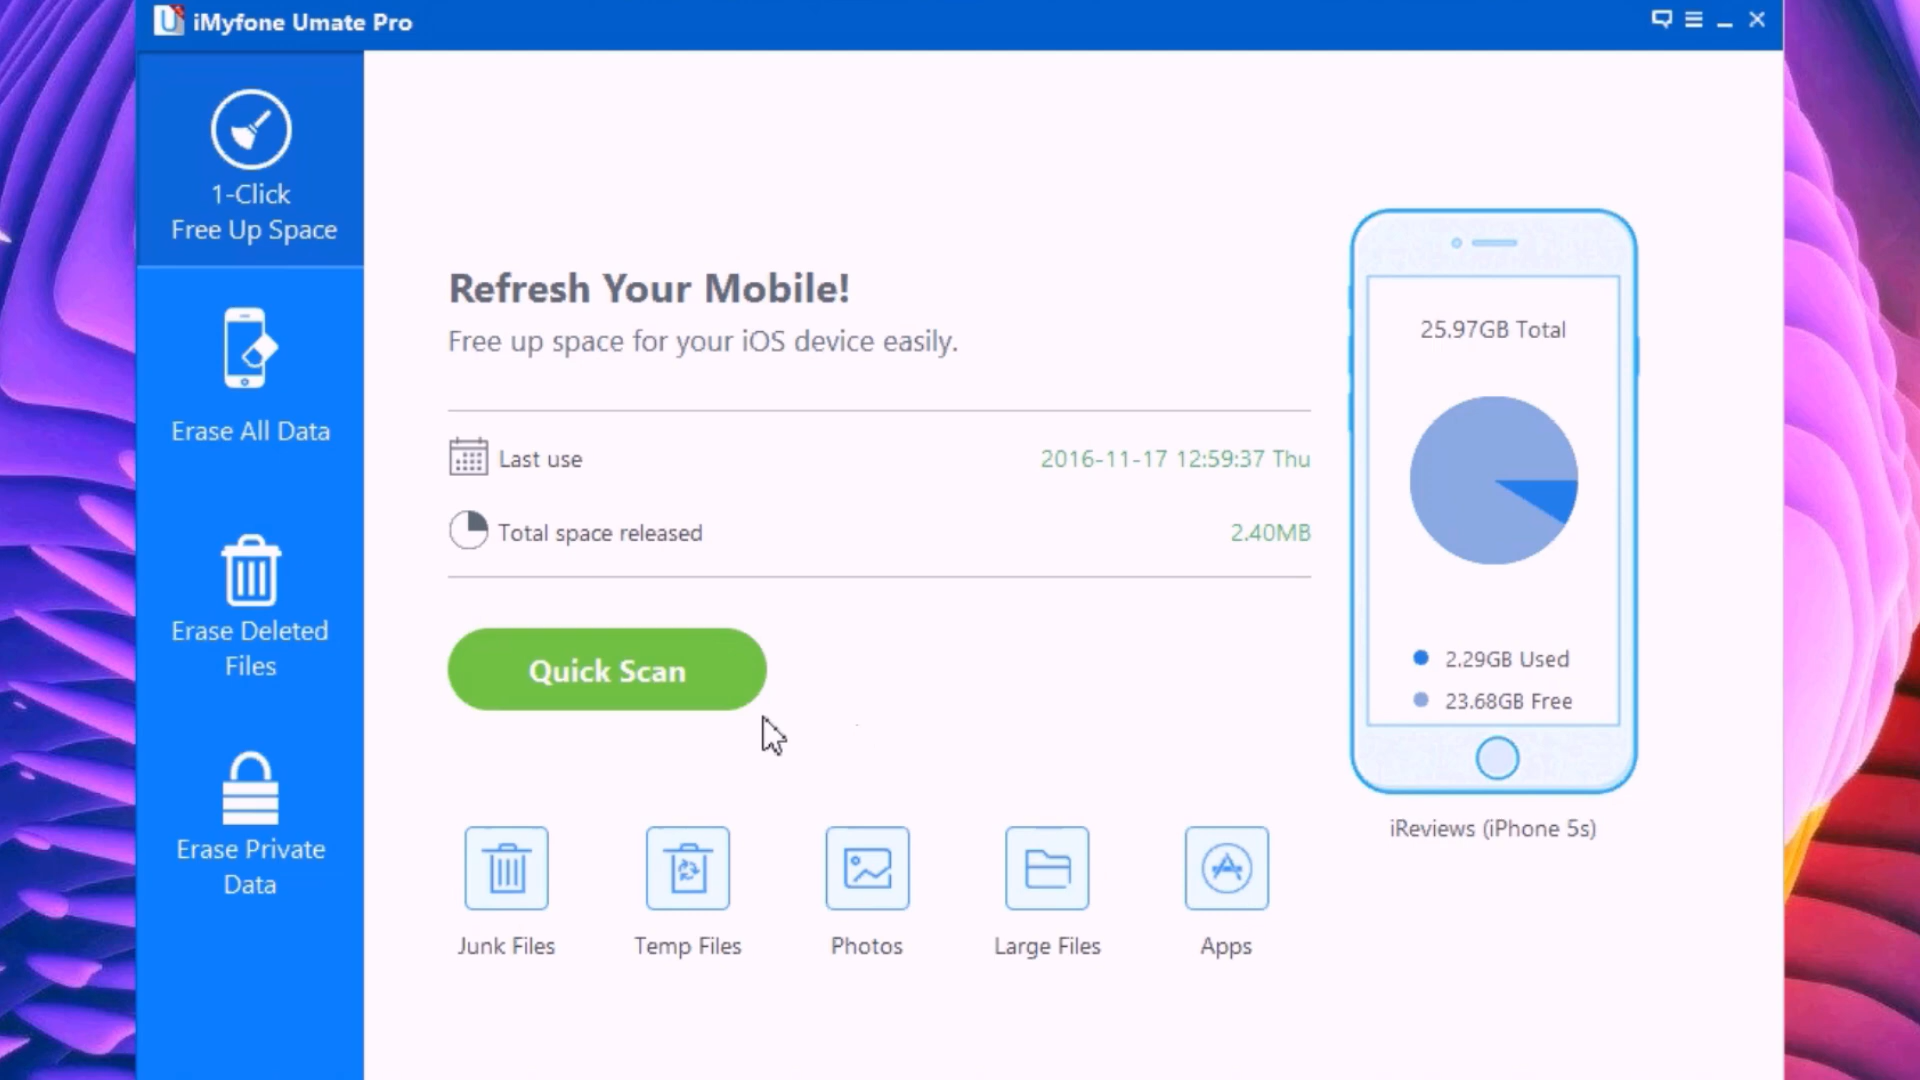 iMyfone Umate Pro
1-Click
Free Up Space
Erase All Data
Erase Deleted
Files
Erase Private
Data
Refresh Your Mobile!
Free up space for your iOS device easily.
Last use
2016-11-17 12:59:37 Thu
Total space released
2.40MB
Quick Scan
Junk Files
Temp Files
Photos
Large Files
Apps
25.97GB Total
2.29GB Used
23.68GB Free
iReviews (iPhone 5s)